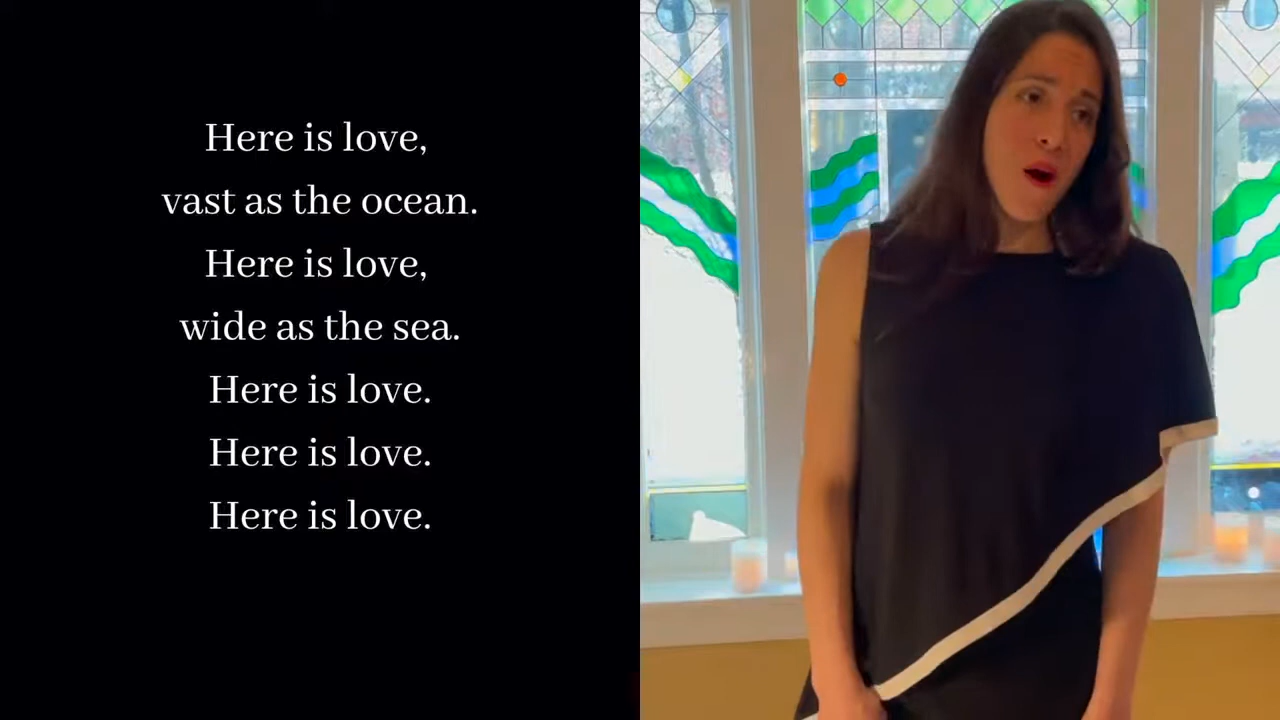 Here is love,
vast as the ocean.
Here is love,
wide as the sea.
Here is love.
Here is love.
Here is love.